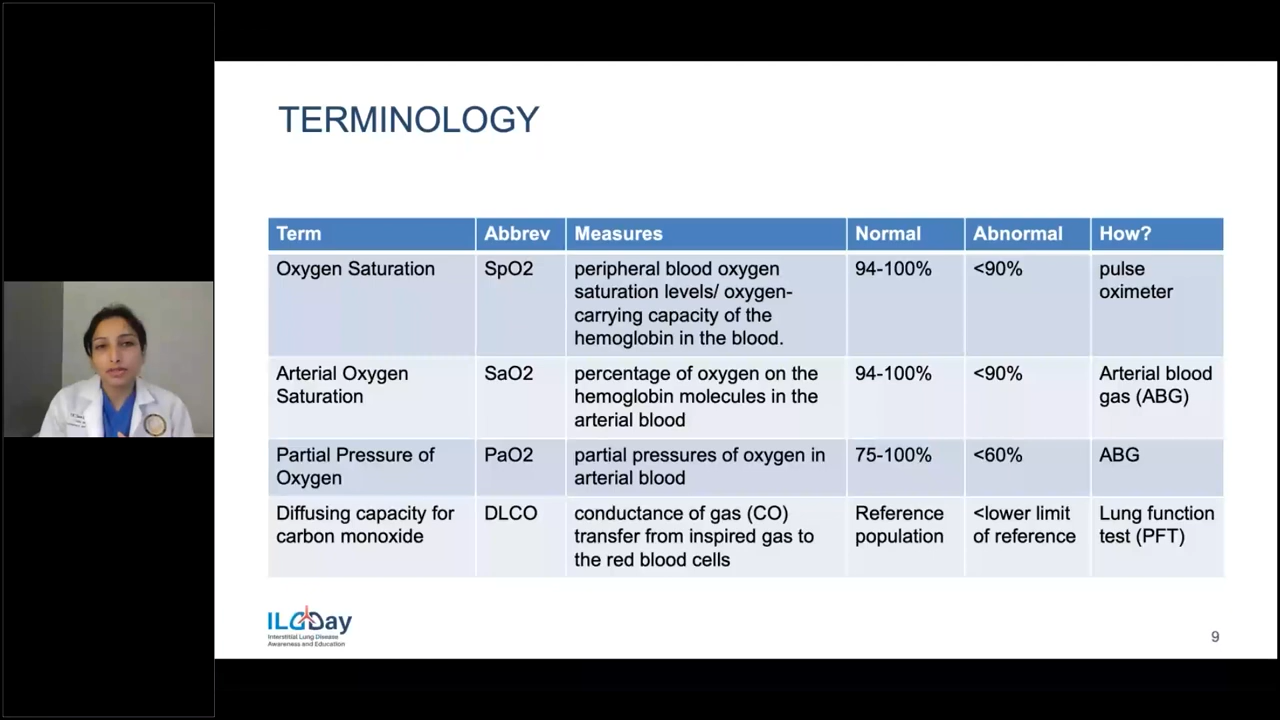 TERMINOLOGY
Term Abbrev Measures Normal Abnormal How?
Oxygen Saturation SpO2 peripheral blood oxygen 94-100% <90% pulse
saturation levels/ oxygen- oximeter
carrying capacity of the
hemoglobin in the blood.
Arterial Oxygen SaO2 percentage of oxygen on the 94-100% <90% Arterial blood
Saturation hemoglobin molecules in the gas (ABG)
arterial blood
Partial Pressure of PaO2 partial pressures of oxygen in 75-100% <60% ABG
Oxygen arterial blood
Diffusing capacity for DLCO conductance of gas (CO) Reference <lower limit Lung function
carbon monoxide transfer from inspired gas to population of reference test (PFT)
the red blood cells
ILDDay
Interstitial Lung Disease
Awareness and Education
9